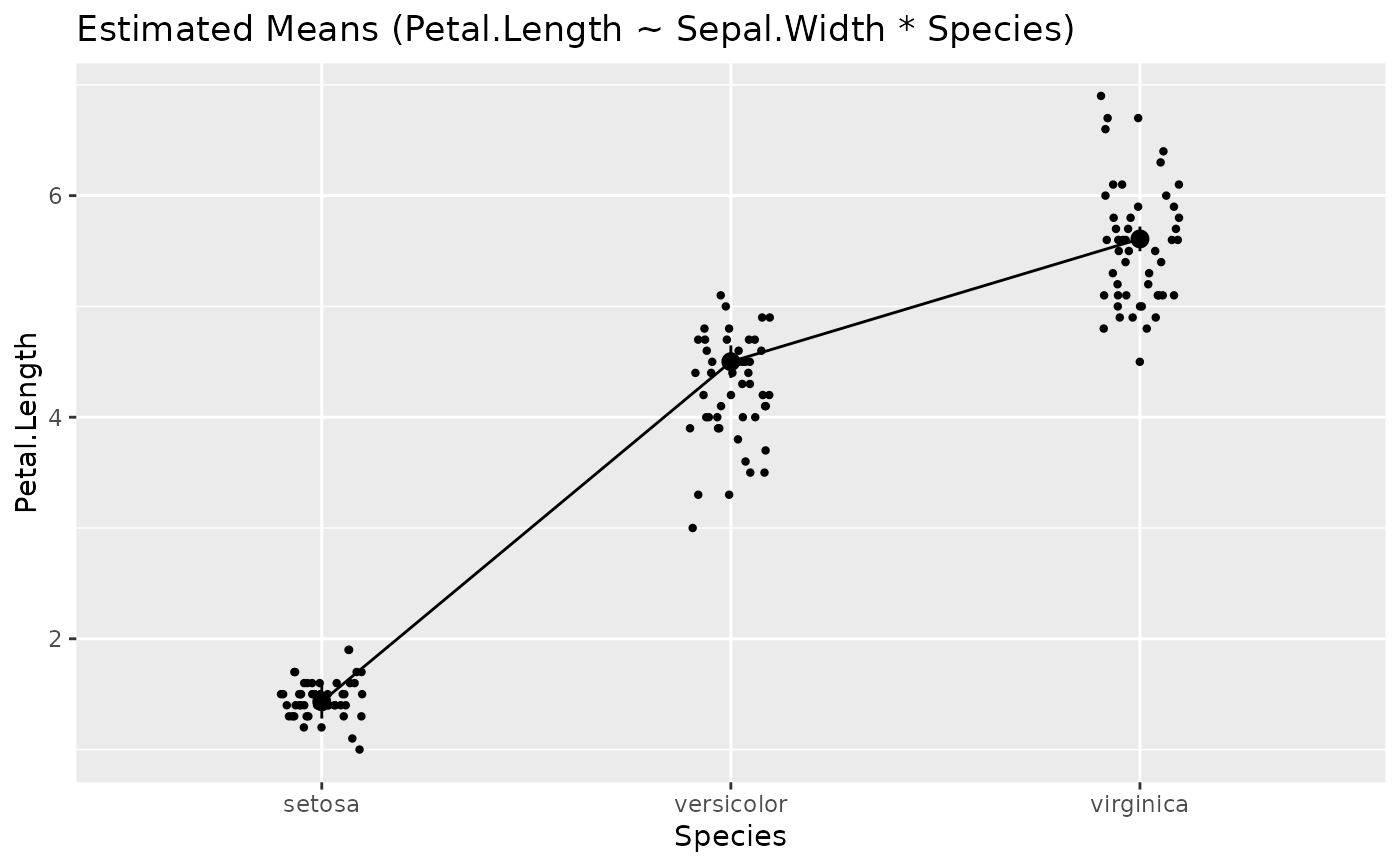 Estimated Means (Petal.Length ~ Sepal.Width * Species)
Petal.Length
6
4
2
setosa versicolor virginica
Species